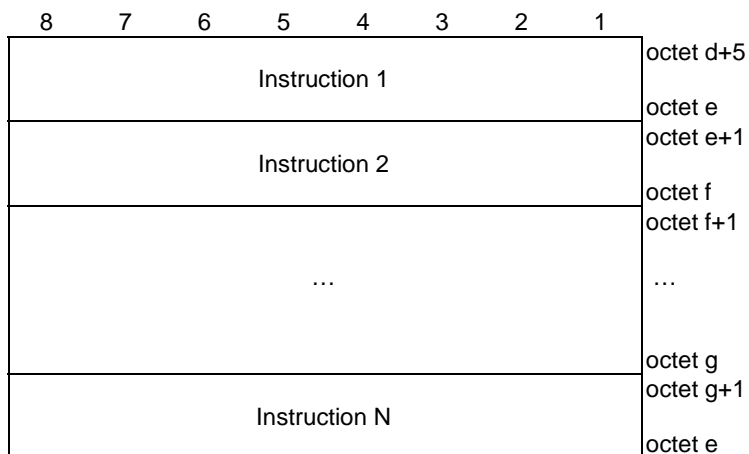 8 7 6 5 4 3 2 1
octet d+5
Instruction 1
octet e
octet e+1
Instruction 2
octet f
octet f+1
… …
octet g
octet g+1
Instruction N
octet e